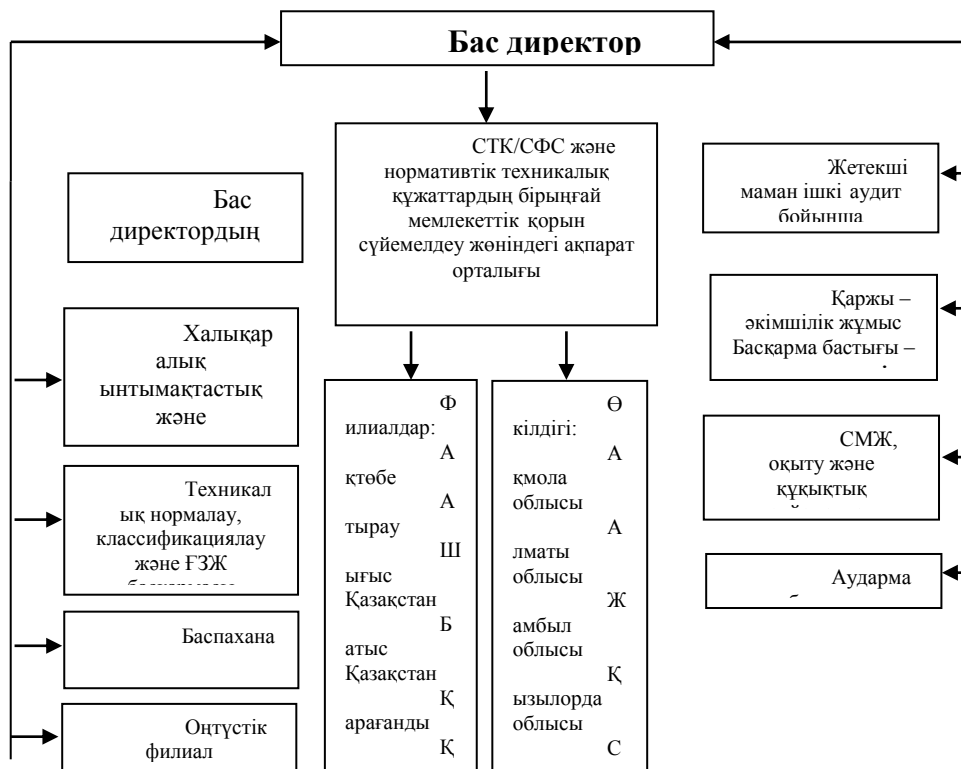 Бас директор
СТК/СФС және
нормативтік техникалық
құжаттардың бірыңғай
мемлекеттік қорын
сүйемелдеу жөніндегі ақпарат
орталығы
Бас
директордың
Халықар
алық
ынтымақтастық
және
Техникал
ық нормалау,
классификациялау
және ҒЗЖ
Баспахана
Оңтүстік
филиал
Ф
илиалдар:
А
қтөбе
А
тырау
Ш
ығыс
Қазақстан
Б
атыс
Қазақстан
Қ
арағанды
Қ
Ө
кілдігі:
А
қмола
облысы
А
лматы
облысы
Ж
амбыл
облысы
Қ
ызылорда
облысы
С
Жетекші
маман ішкі аудит
бойынша
Қаржы –
әкімшілік жұмыс
Басқарма бастығы –
СМЖ,
оқыту және
құқықтық
Аударма